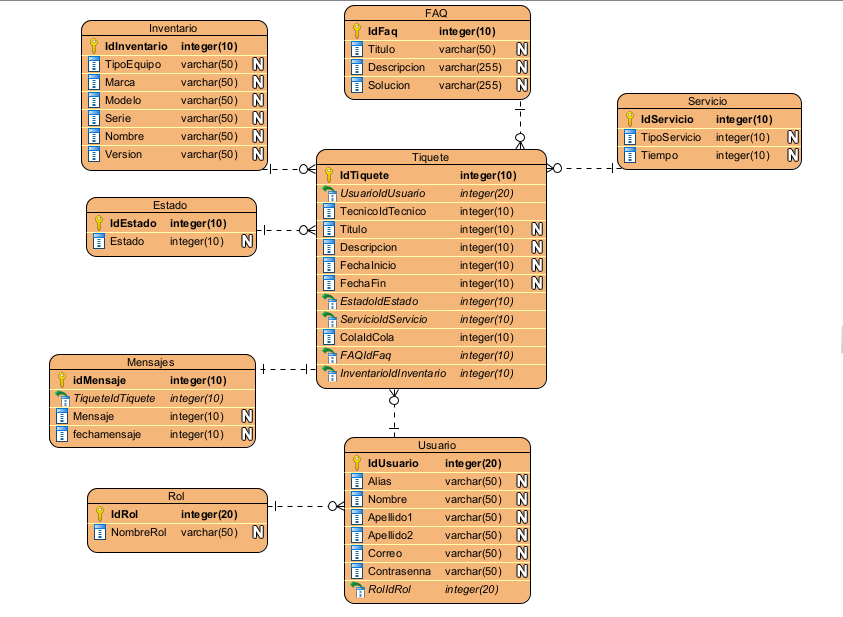 Inventario
IdInventario integer(10)
TipoEquipo varchar(50) N
Marca varchar(50) N
Modelo varchar(50) N
Serie varchar(50) N
Nombre varchar(50) N
Version varchar(50) N
FAQ
IdFaq integer(10)
Titulo varchar(50) N
Descripcion varchar(255) N
Solucion varchar(255) N
Servicio
IdServicio integer(10)
TipoServicio integer(10) N
Tiempo integer(10) N
Estado
IdEstado integer(10)
Estado integer(10) N
Tiquete
IdTiquete integer(10)
UsuarioIdUsuario integer(20)
TecnicoIdTecnico integer(10)
Titulo integer(10) N
Descripcion integer(10) N
FechaInicio integer(10) N
FechaFin integer(10) N
EstadoIdEstado integer(10)
ServicioIdServicio integer(10)
ColaIdCola integer(10)
FAQIdFaq integer(10)
InventarioIdInventario integer(10)
Mensajes
idMensaje integer(10)
TiqueteIdTiquete integer(10)
Mensaje integer(10) N
fechamensaje integer(10) N
Rol
IdRol integer(20)
NombreRol varchar(50) N
Usuario
IdUsuario integer(20)
Alias varchar(50) N
Nombre varchar(50) N
Apellido1 varchar(50) N
Apellido2 varchar(50) N
Correo varchar(50) N
Contrasenna varchar(50) N
RolIdRol integer(20)